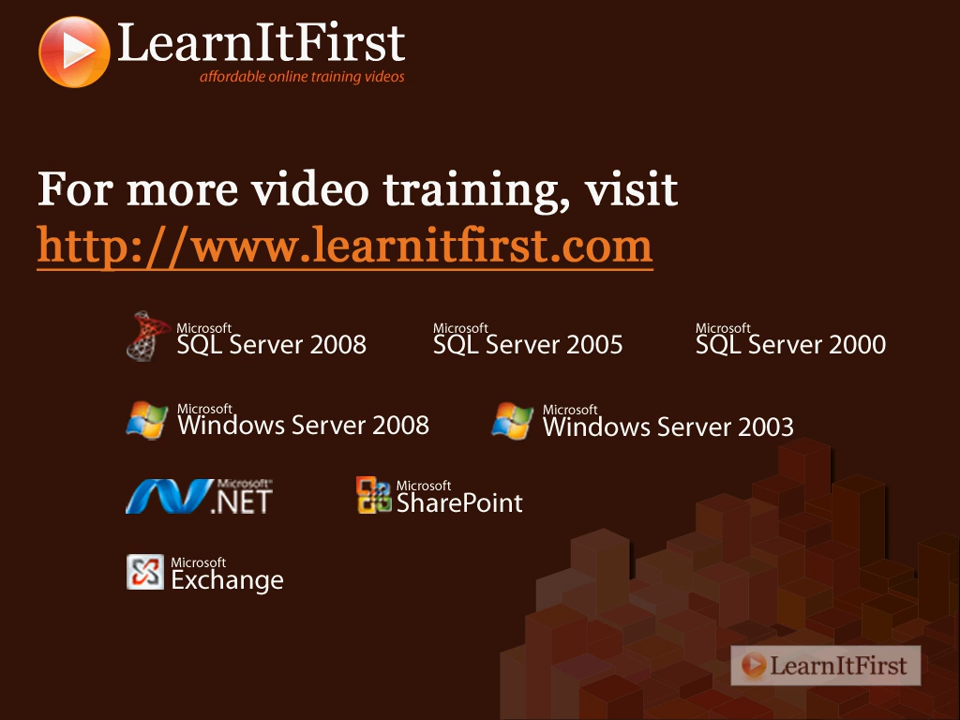 LearnItFirst
affordable online training videos
For more video training, visit
http://www.learnitfirst.com
Microsoft
SQL Server 2008
Microsoft
SQL Server 2005
Microsoft
SQL Server 2000
Microsoft
Windows Server 2008
Microsoft
Windows Server 2003
Microsoft™
.NET
Microsoft
SharePoint
Microsoft
Exchange
LearnItFirst